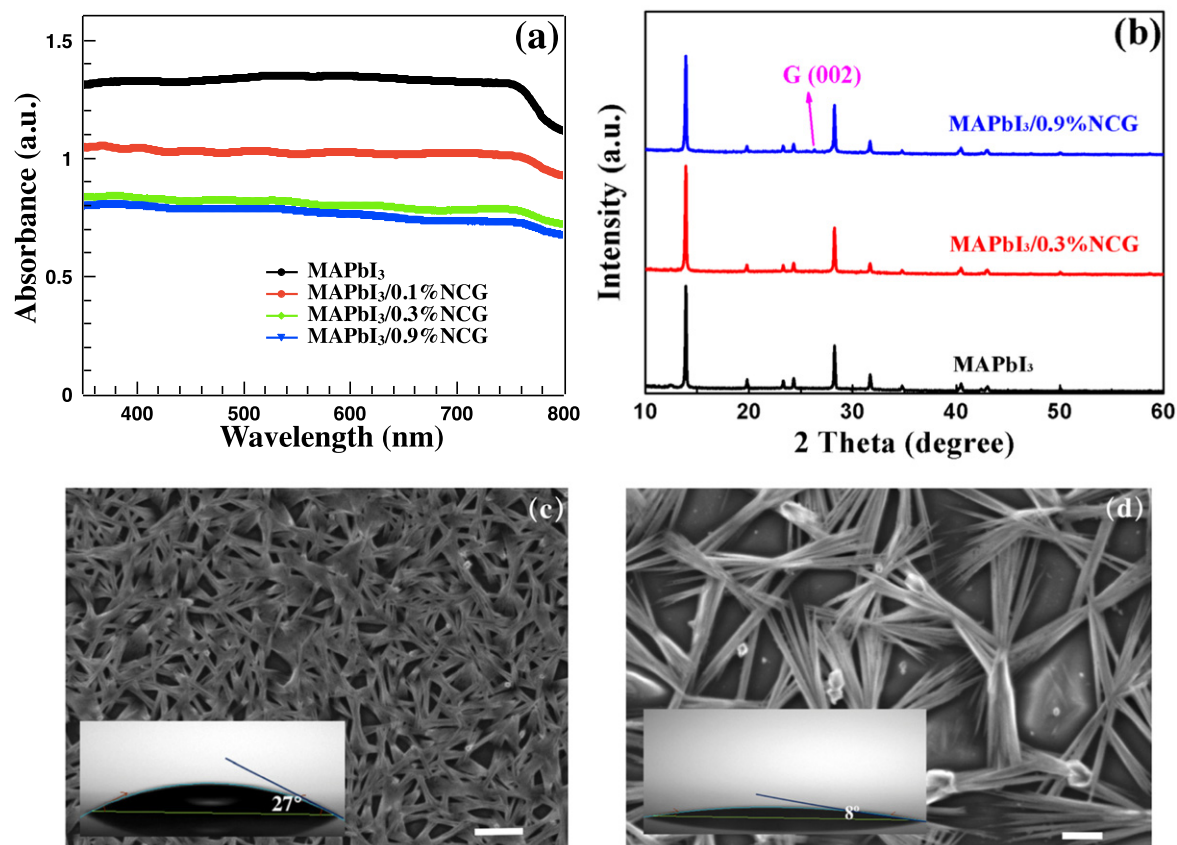 (a)
1.5
1
0.5
0
Absorbance (a.u.)
MAPbI₃
MAPbI₃/0.1%NCG
MAPbI₃/0.3%NCG
MAPbI₃/0.9%NCG
400 500 600 700 800
Wavelength (nm)
(b)
G (002)
MAPbI₃/0.9%NCG
MAPbI₃/0.3%NCG
MAPbI₃
Intensity (a.u.)
10 20 30 40 50 60
2 Theta (degree)
(c)
27°
(d)
8°